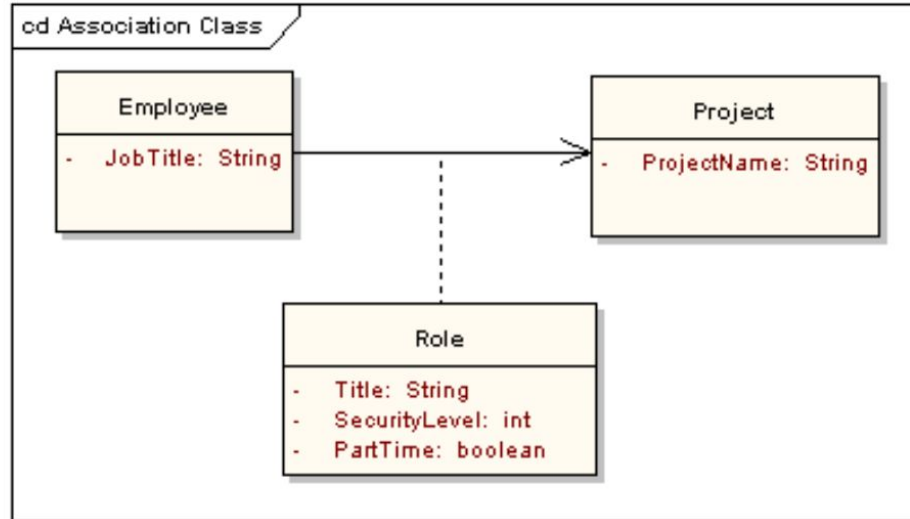 cd Association Class
Employee
- JobTitle: String
Project
- ProjectName: String
Role
- Title: String
- SecurityLevel: int
- PartTime: boolean